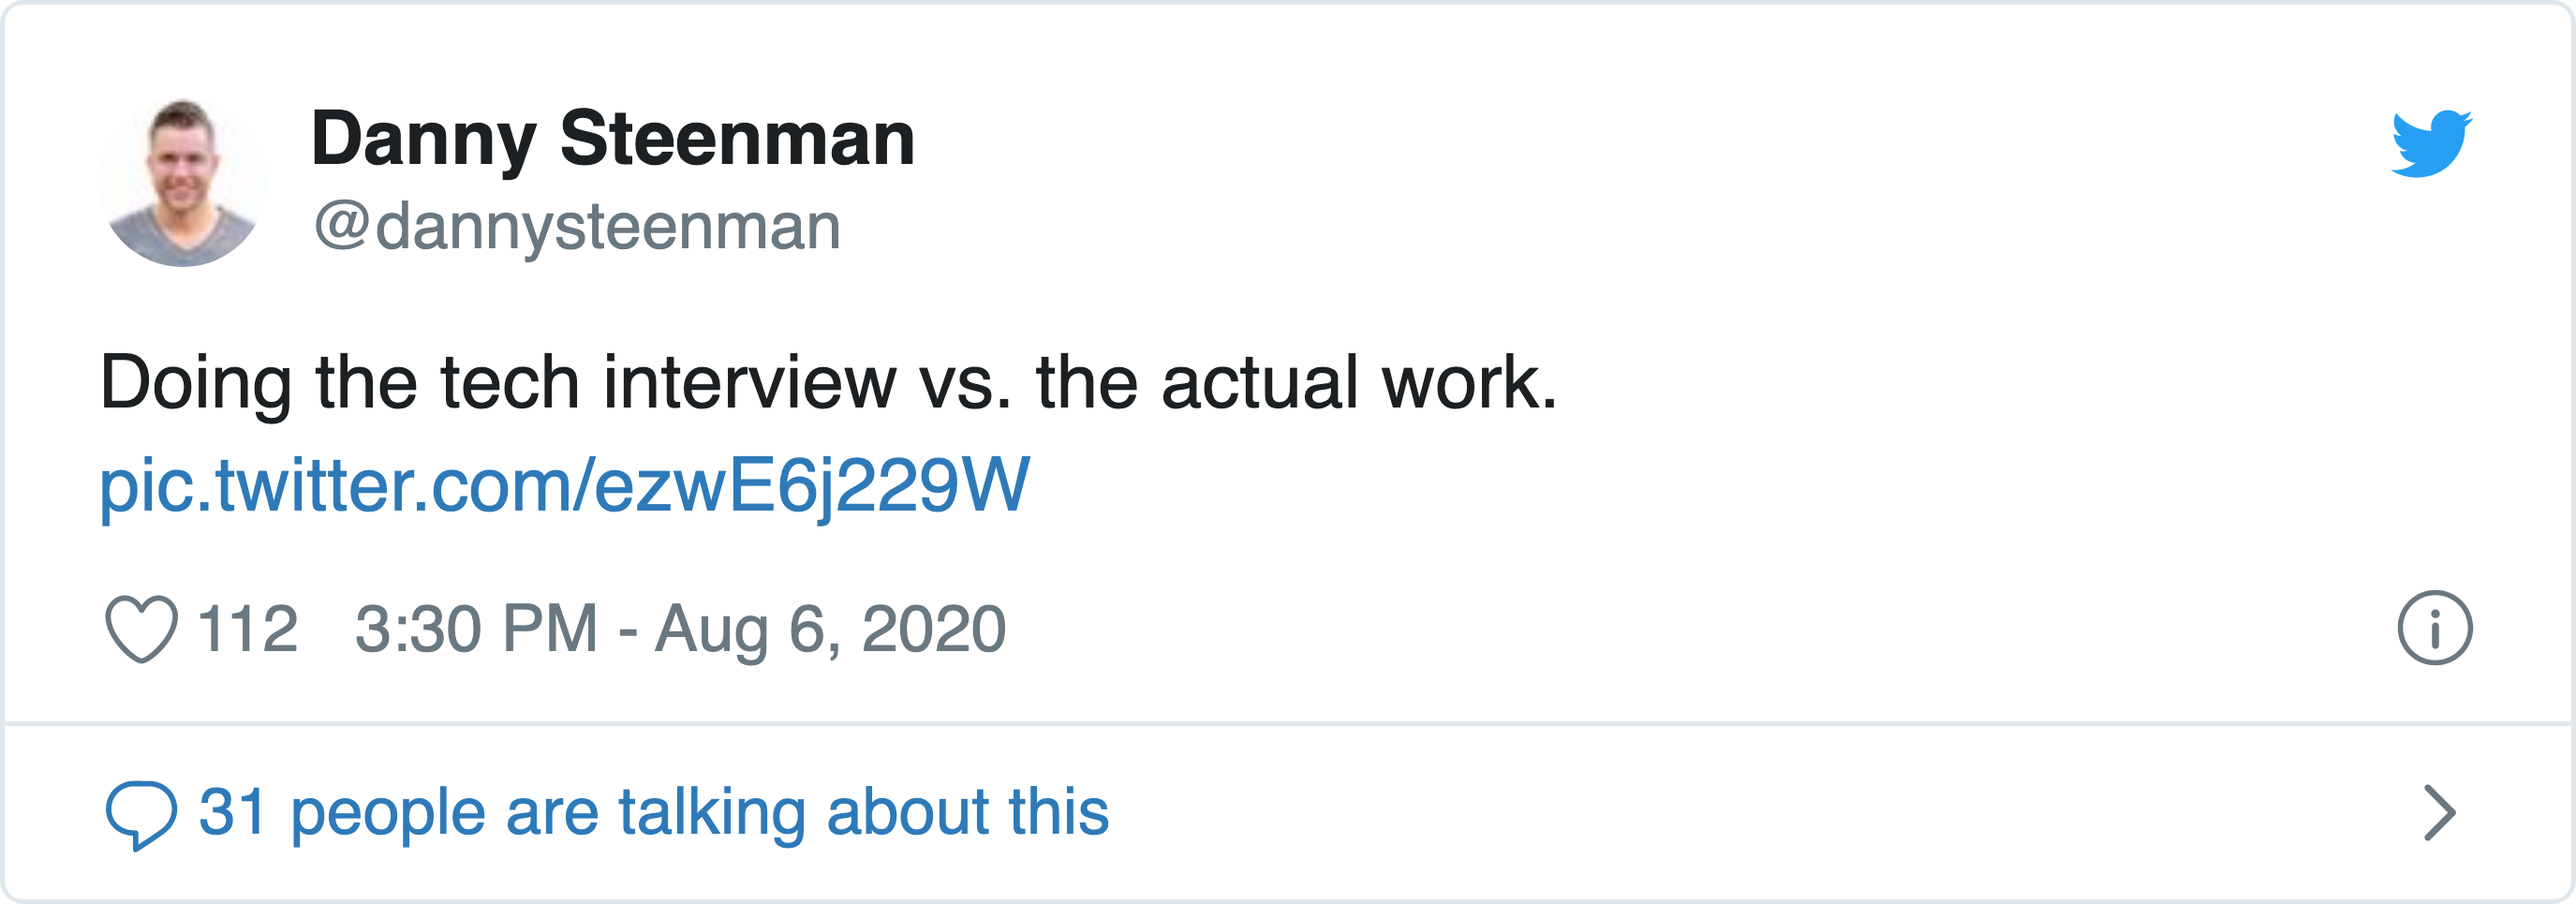 Danny Steenman
@dannysteenman
Doing the tech interview vs. the actual work.
pic.twitter.com/ezwE6j229W
112 3:30 PM - Aug 6, 2020
31 people are talking about this